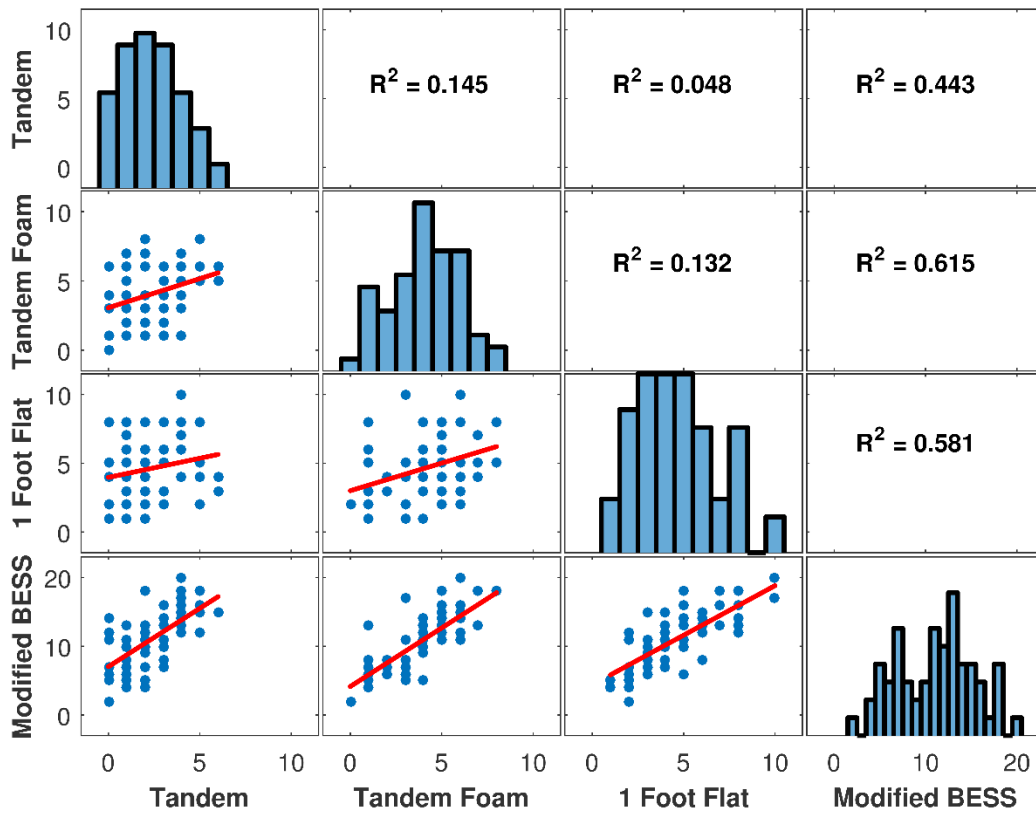 Tandem
10
5
0
R² = 0.145
R² = 0.048
R² = 0.443
Tandem Foam
10
5
0
R² = 0.132
R² = 0.615
1 Foot Flat
10
5
0
R² = 0.581
Modified BESS
20
10
0
0 5 10
0 5 10
0 5 10
0 10 20
Tandem
Tandem Foam
1 Foot Flat
Modified BESS